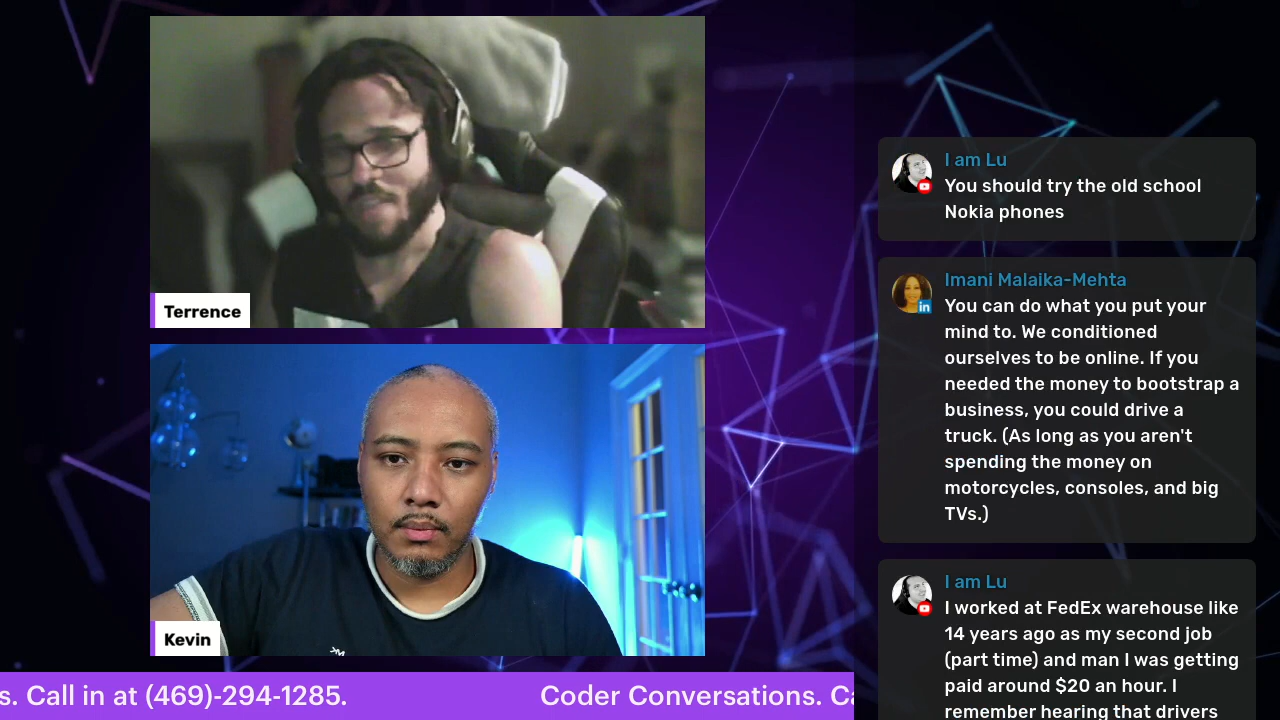 Terrence
Kevin
s. Call in at (469)-294-1285.
Coder Conversations. Ca
I am Lu
You should try the old school
Nokia phones
Imani Malaika-Mehta
You can do what you put your
mind to. We conditioned
ourselves to be online. If you
needed the money to bootstrap a
business, you could drive a
truck. (As long as you aren't
spending the money on
motorcycles, consoles, and big
TVs.)
I am Lu
I worked at FedEx warehouse like
14 years ago as my second job
(part time) and man I was getting
paid around $20 an hour. I
remember hearing that drivers